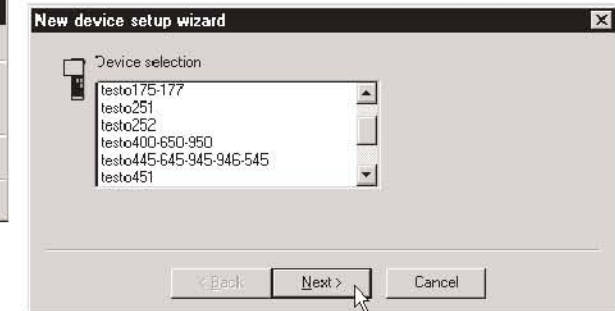 New device setup wizard
Device selection
testo175-177
testo251
testo252
testo400-650-950
testo445-645-945-946-545
testo451
< Back
Next >
Cancel